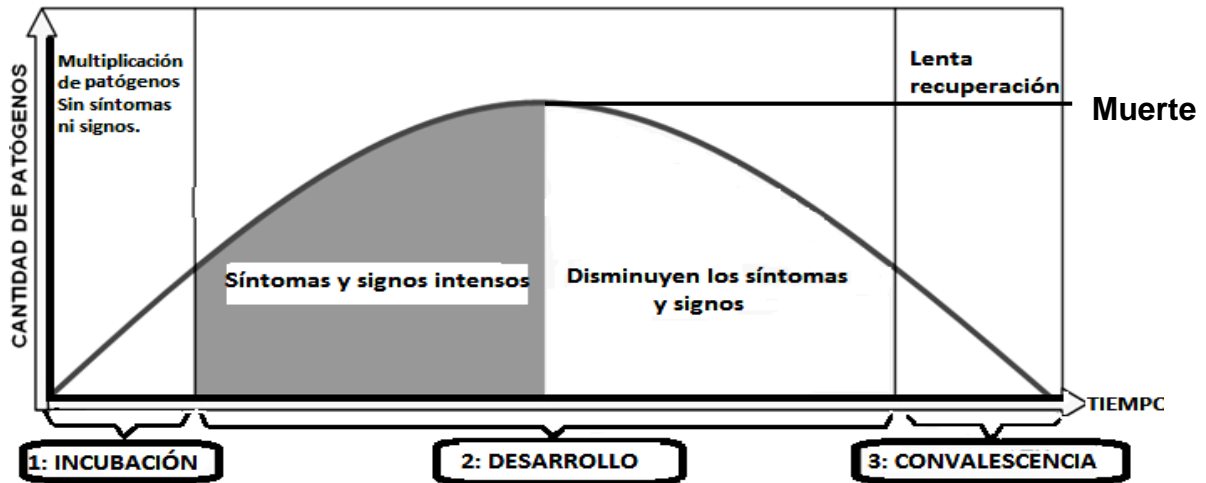 CANTIDAD DE PATÓGENOS
Multiplicación
de patógenos
Sin síntomas
ni signos.
Síntomas y signos intensos
Disminuyen los síntomas
y signos
Lenta
recuperación
Muerte
TIEMPO
1: INCUBACIÓN
2: DESARROLLO
3: CONVALESCENCIA